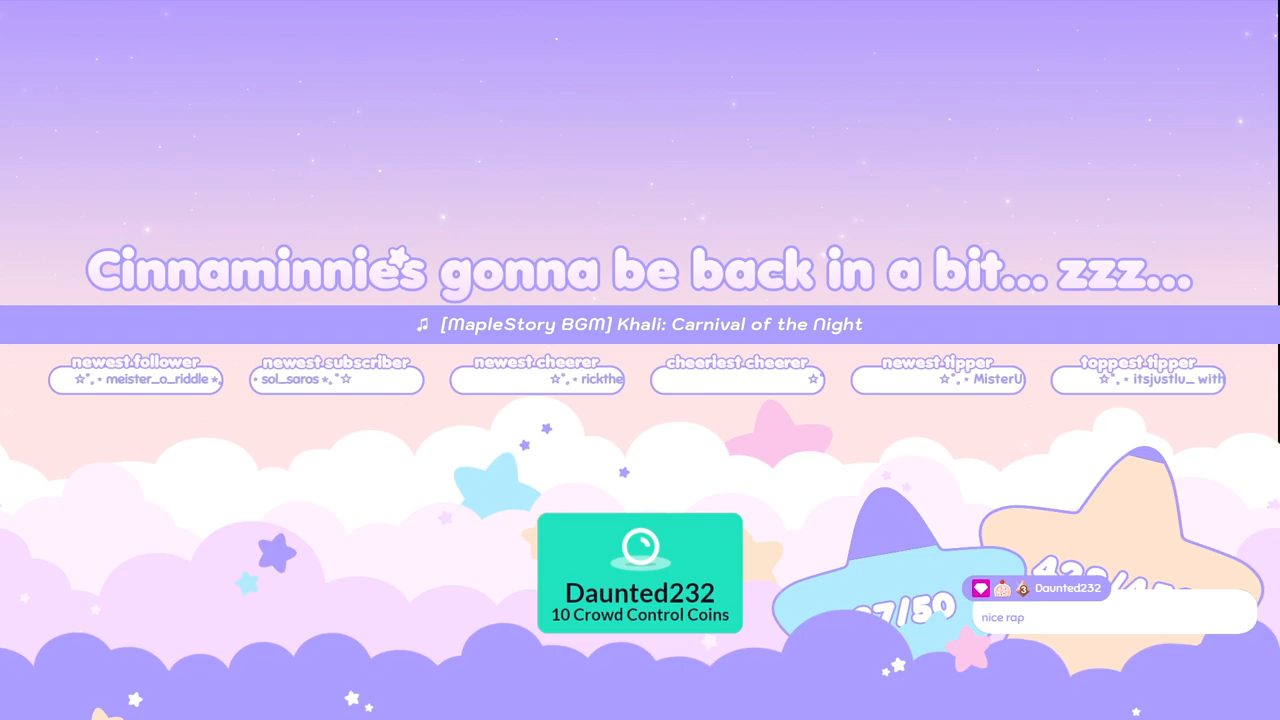 Cinnaminnie's gonna be back in a bit... zzz...
♫ [MapleStory BGM] Khali: Carnival of the Night
newest follower
newest subscriber
newest cheerer
cheeriest cheerer
newest tipper
toppest tipper
☆˚｡⋆ meister_o_riddle ⋆｡
⋆ sol_saros ⋆｡˚☆
☆˚｡⋆ rickthe
☆˚
☆˚｡⋆ MisterU
☆˚｡⋆ itsjustlu_ with
Daunted232
10 Crowd Control Coins
7/50
Daunted232
nice rap